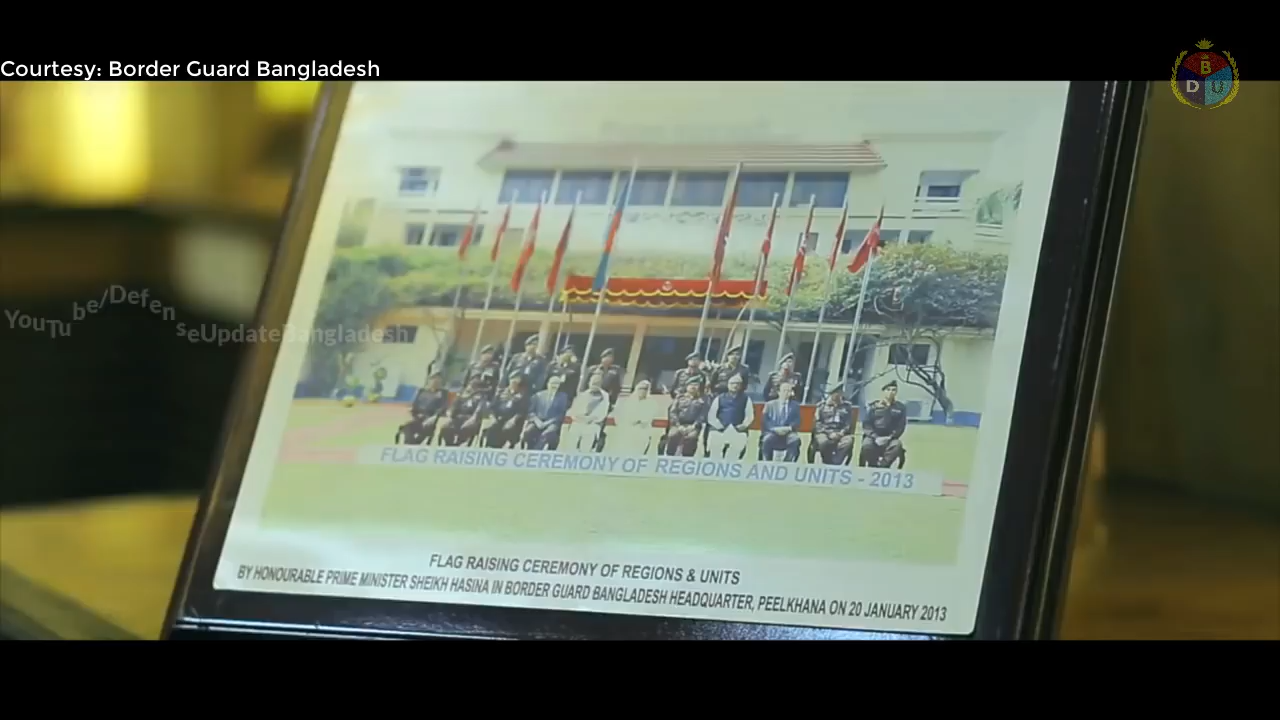 Courtesy: Border Guard Bangladesh
B
D U
YouTube/DefenseUpdateBangladesh
FLAG RAISING CEREMONY OF REGIONS AND UNITS - 2013
FLAG RAISING CEREMONY OF REGIONS & UNITS
BY HONOURABLE PRIME MINISTER SHEIKH HASINA IN BORDER GUARD BANGLADESH HEADQUARTER, PEELKHANA ON 20 JANUARY 2013